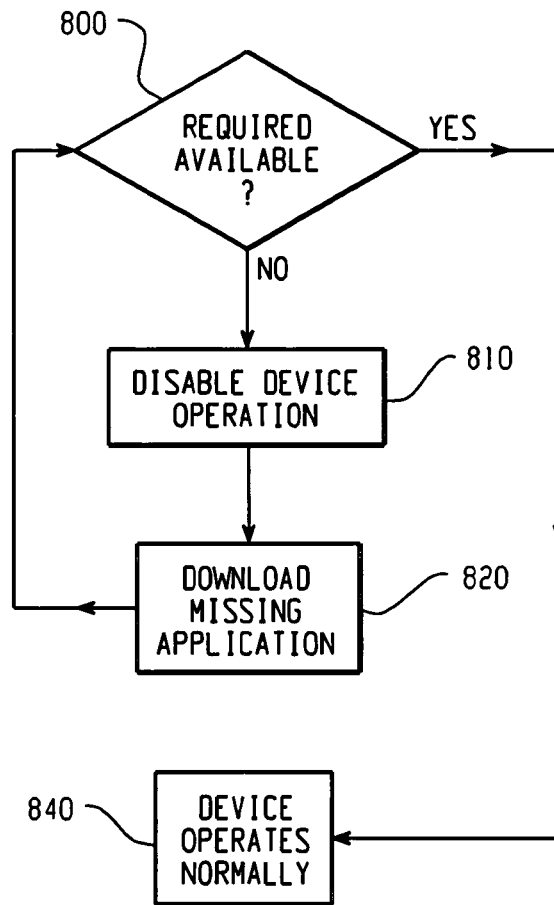 800
REQUIRED
AVAILABLE
?
YES
NO
810
DISABLE DEVICE
OPERATION
820
DOWNLOAD
MISSING
APPLICATION
840
DEVICE
OPERATES
NORMALLY